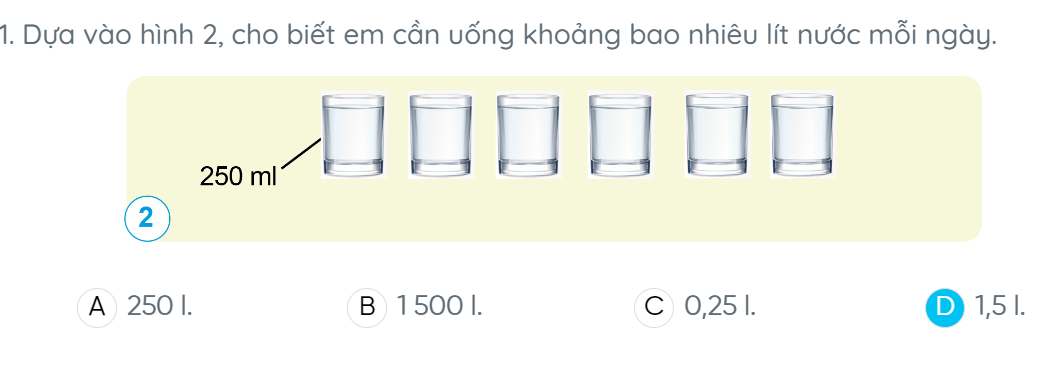 1. Dựa vào hình 2, cho biết em cần uống khoảng bao nhiêu lít nước mỗi ngày.
250 ml
2
A 250 l. B 1 500 l. C 0,25 l. D 1,5 l.